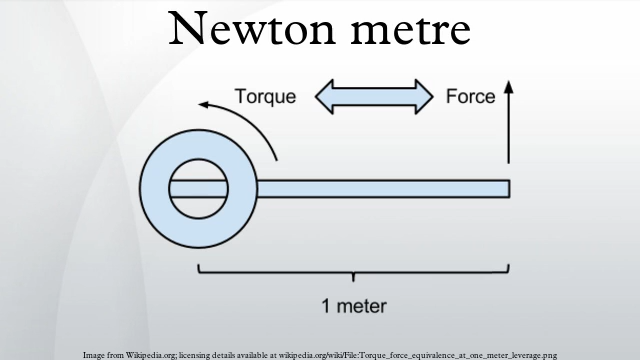 Newton metre
Torque
Force
1 meter
Image from Wikipedia.org; licensing details available at wikipedia.org/wiki/File:Torque_force_equivalence_at_one_meter_leverage.png